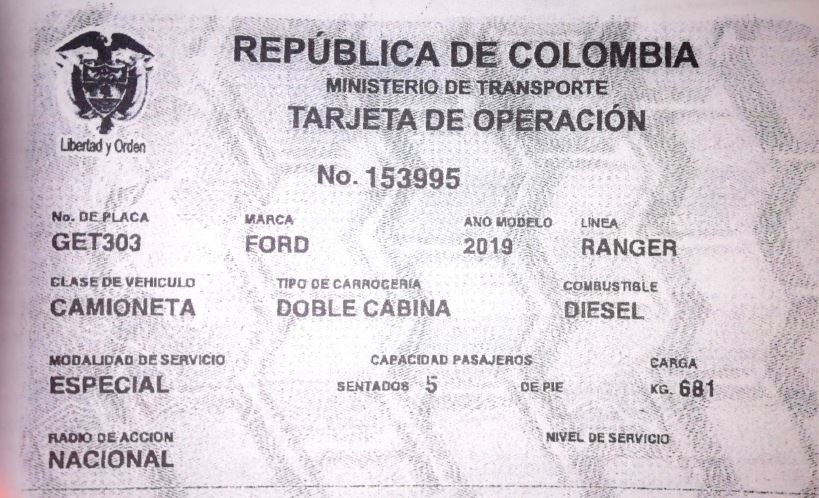 REPÚBLICA DE COLOMBIA
MINISTERIO DE TRANSPORTE
TARJETA DE OPERACIÓN
Libertad y Orden
No. 153995
No. DE PLACA MARCA ANO MODELO LINEA
GET303 FORD 2019 RANGER
CLASE DE VEHICULO TIPO DE CARROCERIA COMBUSTIBLE
CAMIONETA DOBLE CABINA DIESEL
MODALIDAD DE SERVICIO CAPACIDAD PASAJEROS CARGA
ESPECIAL SENTADOS 5 DE PIE KG. 681
RADIO DE ACCION NIVEL DE SERVICIO
NACIONAL